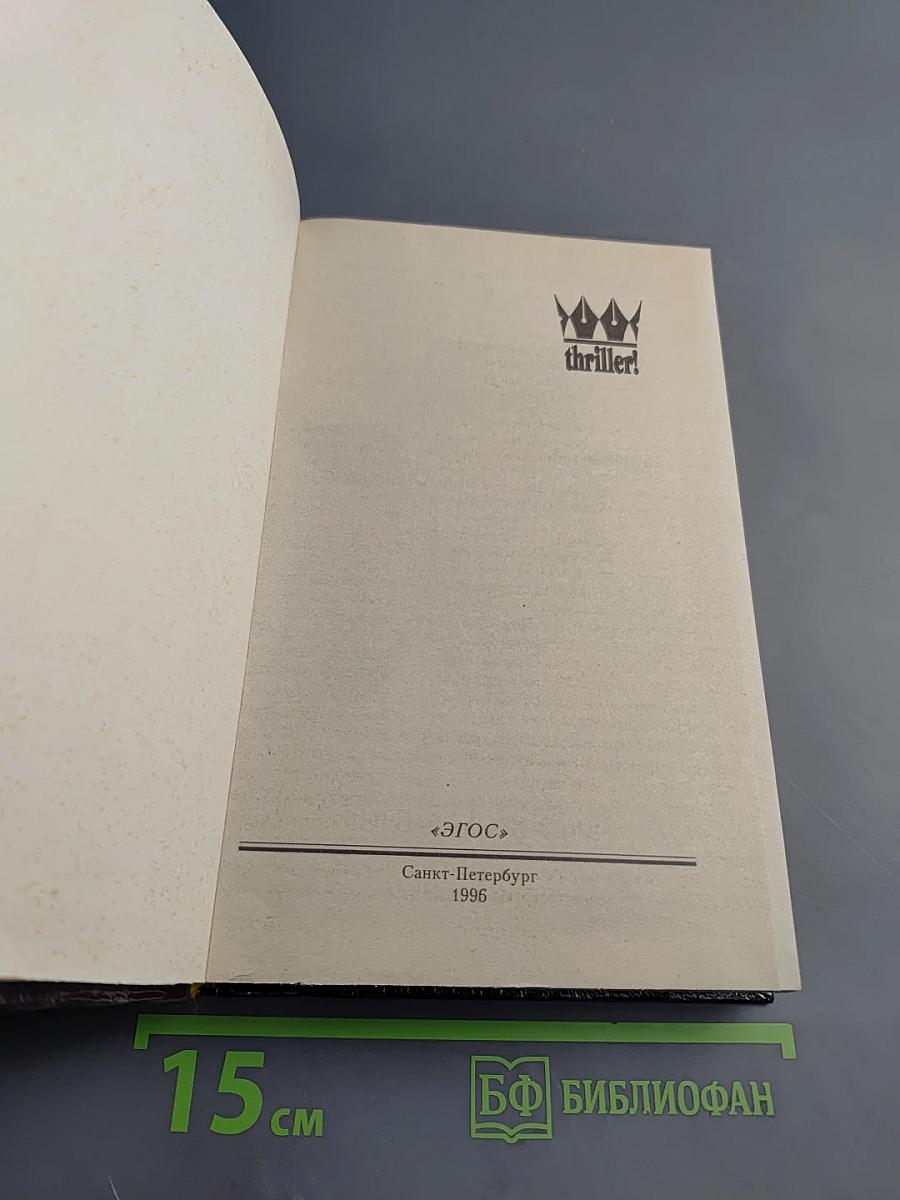 thriller!
«ЭГОС»
Санкт-Петербург
1996
15 см
БФ БИБЛИОФАН